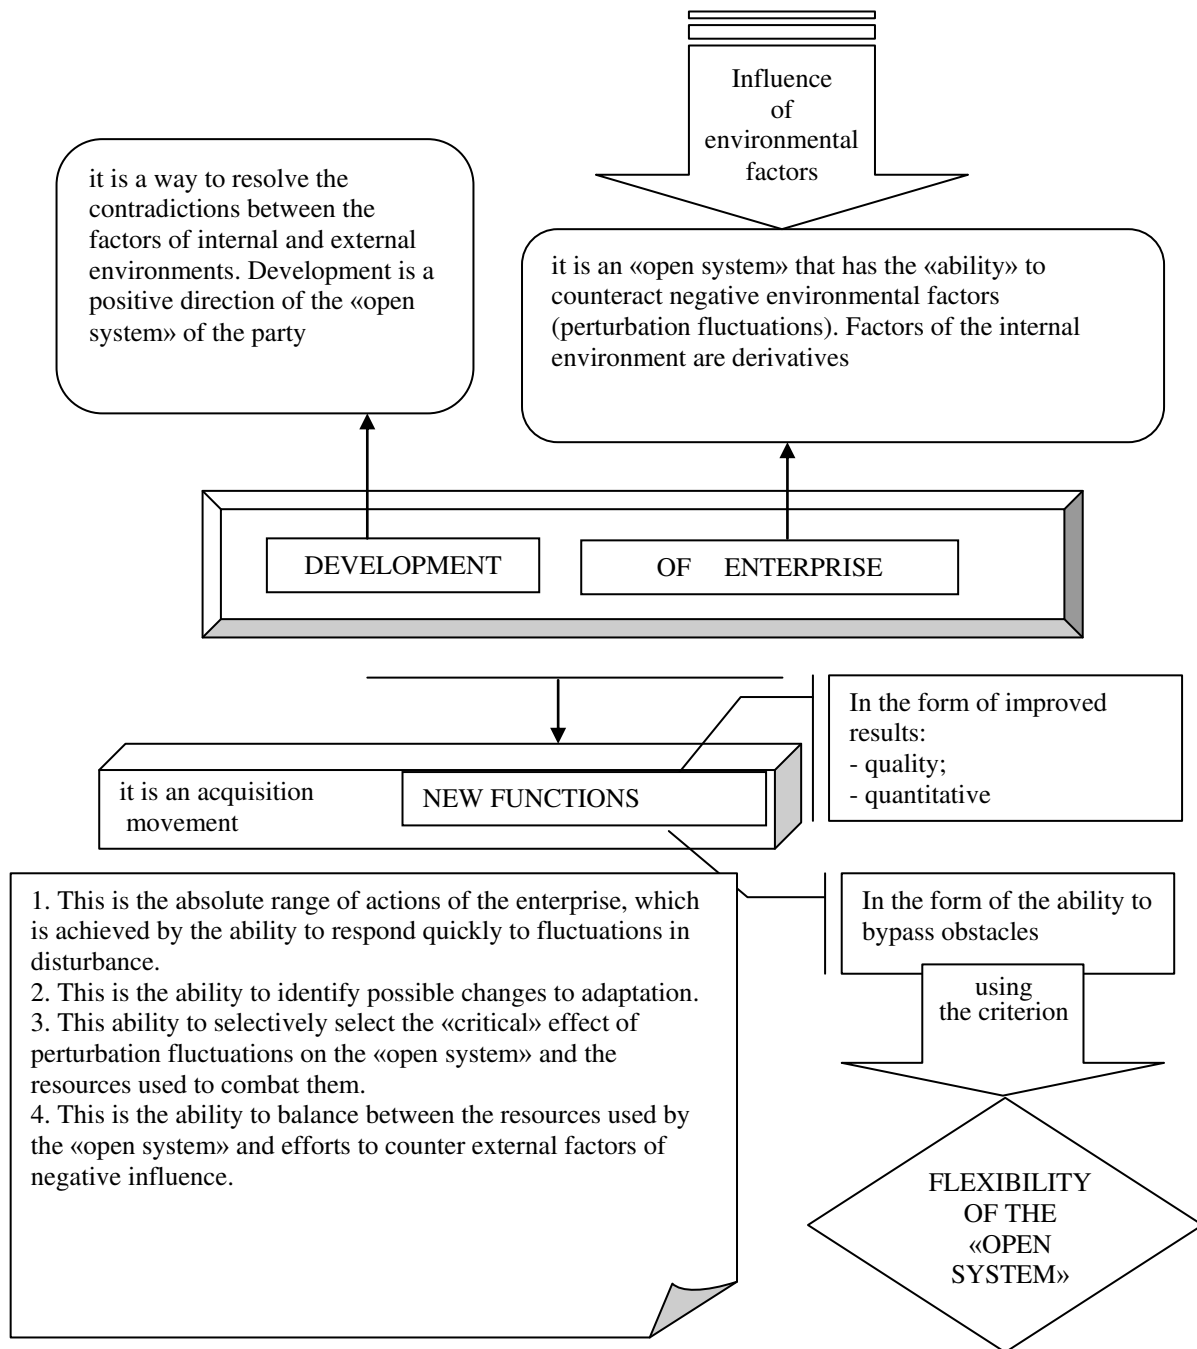 Influence
of
environmental
factors
it is a way to resolve the
contradictions between the
factors of internal and external
environments. Development is a
positive direction of the «open
system» of the party
it is an «open system» that has the «ability» to
counteract negative environmental factors
(perturbation fluctuations). Factors of the internal
environment are derivatives
DEVELOPMENT
OF ENTERPRISE
In the form of improved
results:
- quality;
- quantitative
it is an acquisition
movement
NEW FUNCTIONS
1. This is the absolute range of actions of the enterprise, which
is achieved by the ability to respond quickly to fluctuations in
disturbance.
2. This is the ability to identify possible changes to adaptation.
3. This ability to selectively select the «critical» effect of
perturbation fluctuations on the «open system» and the
resources used to combat them.
4. This is the ability to balance between the resources used by
the «open system» and efforts to counter external factors of
negative influence.
In the form of the ability to
bypass obstacles
using
the criterion
FLEXIBILITY
OF THE
«OPEN
SYSTEM»